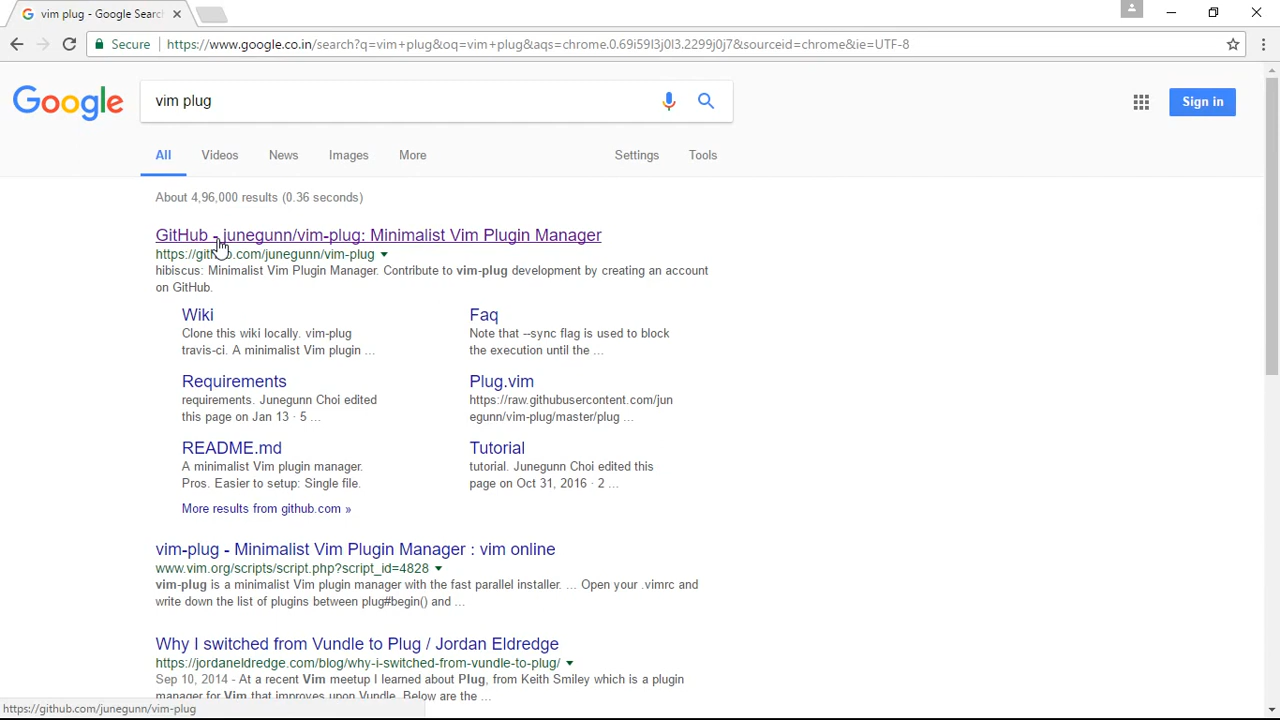 vim plug - Google Searc
Secure
https://www.google.co.in/search?q=vim+plug&oq=vim+plug&aqs=chrome.0.69i59l3j0l3.2299j0j7&sourceid=chrome&ie=UTF-8
Google
vim plug
Sign in
All
Videos
News
Images
More
Settings
Tools
About 4,96,000 results (0.36 seconds)
GitHub - junegunn/vim-plug: Minimalist Vim Plugin Manager
https://github.com/junegunn/vim-plug
hibiscus: Minimalist Vim Plugin Manager. Contribute to vim-plug development by creating an account
on GitHub.
Wiki
Clone this wiki locally. vim-plug
travis-ci. A minimalist Vim plugin ...
Faq
Note that --sync flag is used to block
the execution until the ...
Requirements
requirements. Junegunn Choi edited
this page on Jan 13 · 5 ...
Plug.vim
https://raw.githubusercontent.com/jun
egunn/vim-plug/master/plug ...
README.md
A minimalist Vim plugin manager.
Pros. Easier to setup: Single file.
Tutorial
tutorial. Junegunn Choi edited this
page on Oct 31, 2016 · 2 ...
More results from github.com »
vim-plug - Minimalist Vim Plugin Manager : vim online
www.vim.org/scripts/script.php?script_id=4828
vim-plug is a minimalist Vim plugin manager with the fast parallel installer. ... Open your .vimrc and
write down the list of plugins between plug#begin() and ...
Why I switched from Vundle to Plug / Jordan Eldredge
https://jordaneldredge.com/blog/why-i-switched-from-vundle-to-plug/
Sep 10, 2014 - At a recent Vim meetup I learned about Plug, from Keith Smiley which is a plugin
manager for Vim that improves upon Vundle. Below are the ...
https://github.com/junegunn/vim-plug